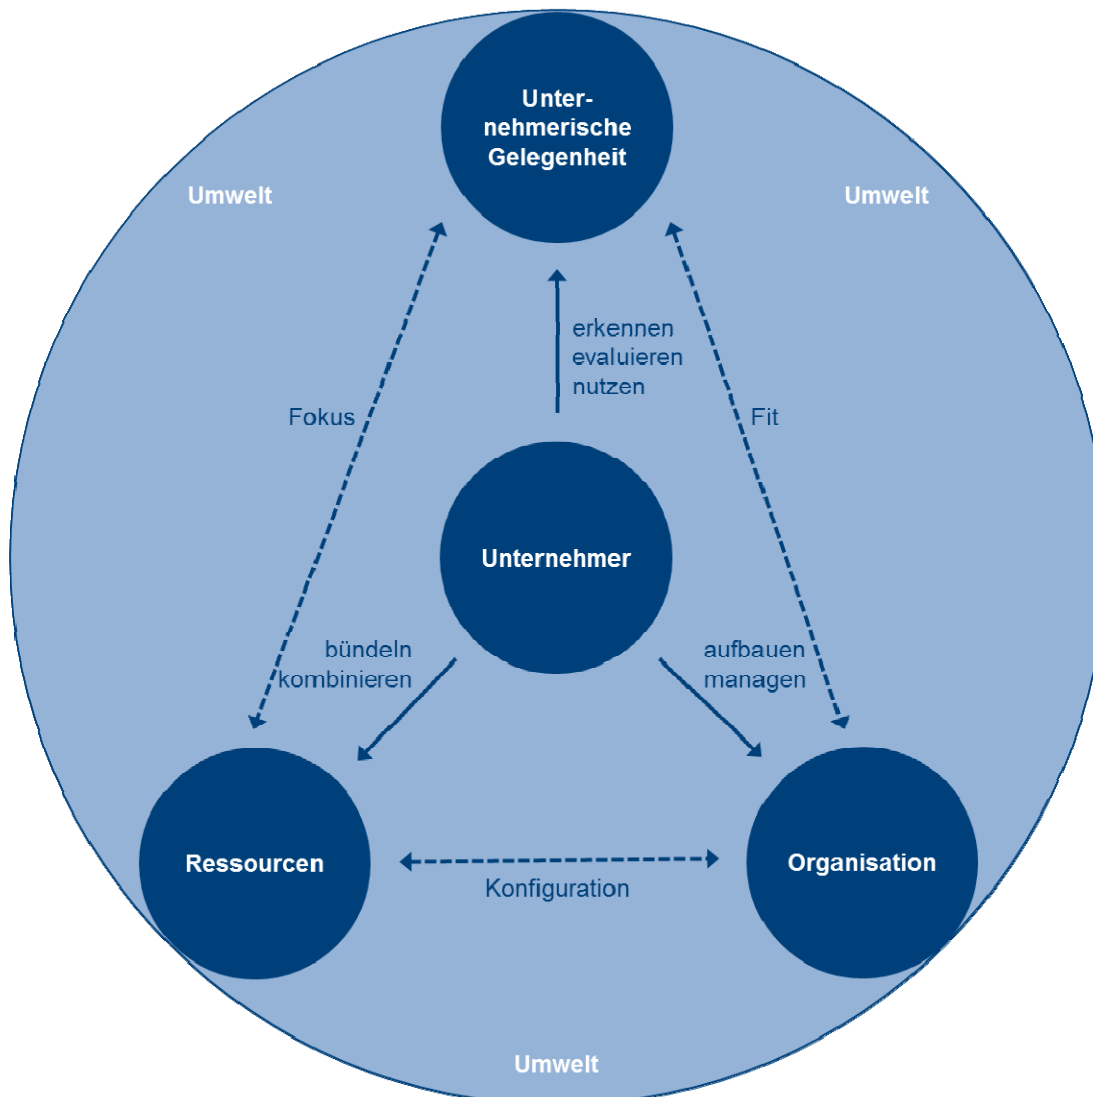 Unter-
nehmerische
Gelegenheit
Umwelt
Umwelt
erkennen
evaluieren
nutzen
Fokus
Fit
Unternehmer
bündeln
kombinieren
aufbauen
managen
Ressourcen
Organisation
Konfiguration
Umwelt